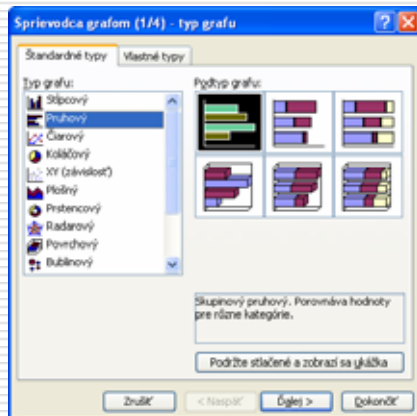 Sprievodca grafom (1/4) - typ grafu
Štandardné typy
Vlastné typy
Typ grafu:
Podtyp grafu:
Stĺpcový
Pruhový
Čiarový
Koláčový
XY (závislosť)
Plošný
Prstencový
Radarový
Povrchový
Bublinový
Skupinový pruhový. Porovnáva hodnoty
pre rôzne kategórie.
Podržte stlačené a zobrazí sa ukážka
Zrušiť
< Naspäť
Ďalej >
Dokončiť